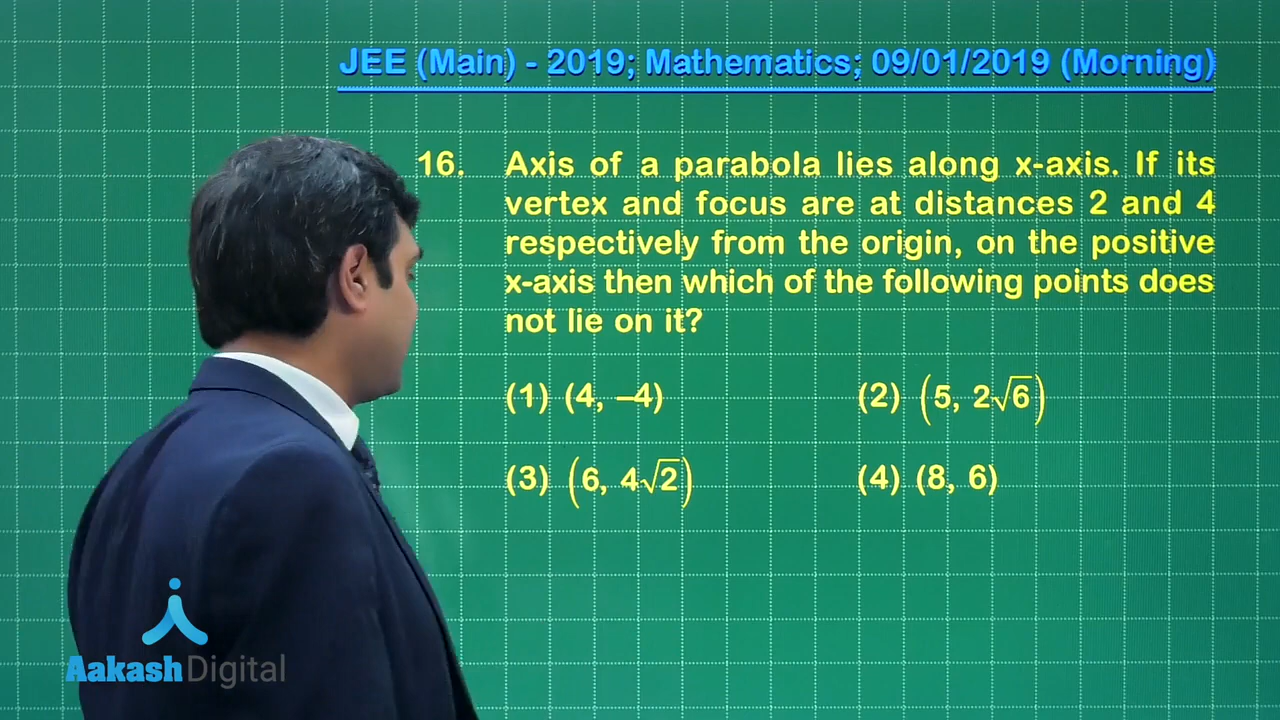 JEE (Main) - 2019; Mathematics; 09/01/2019 (Morning)
16. Axis of a parabola lies along x-axis. If its
vertex and focus are at distances 2 and 4
respectively from the origin, on the positive
x-axis then which of the following points does
not lie on it?
(1) (4, –4) (2) (5, 2√6)
(3) (6, 4√2) (4) (8, 6)
Aakash Digital